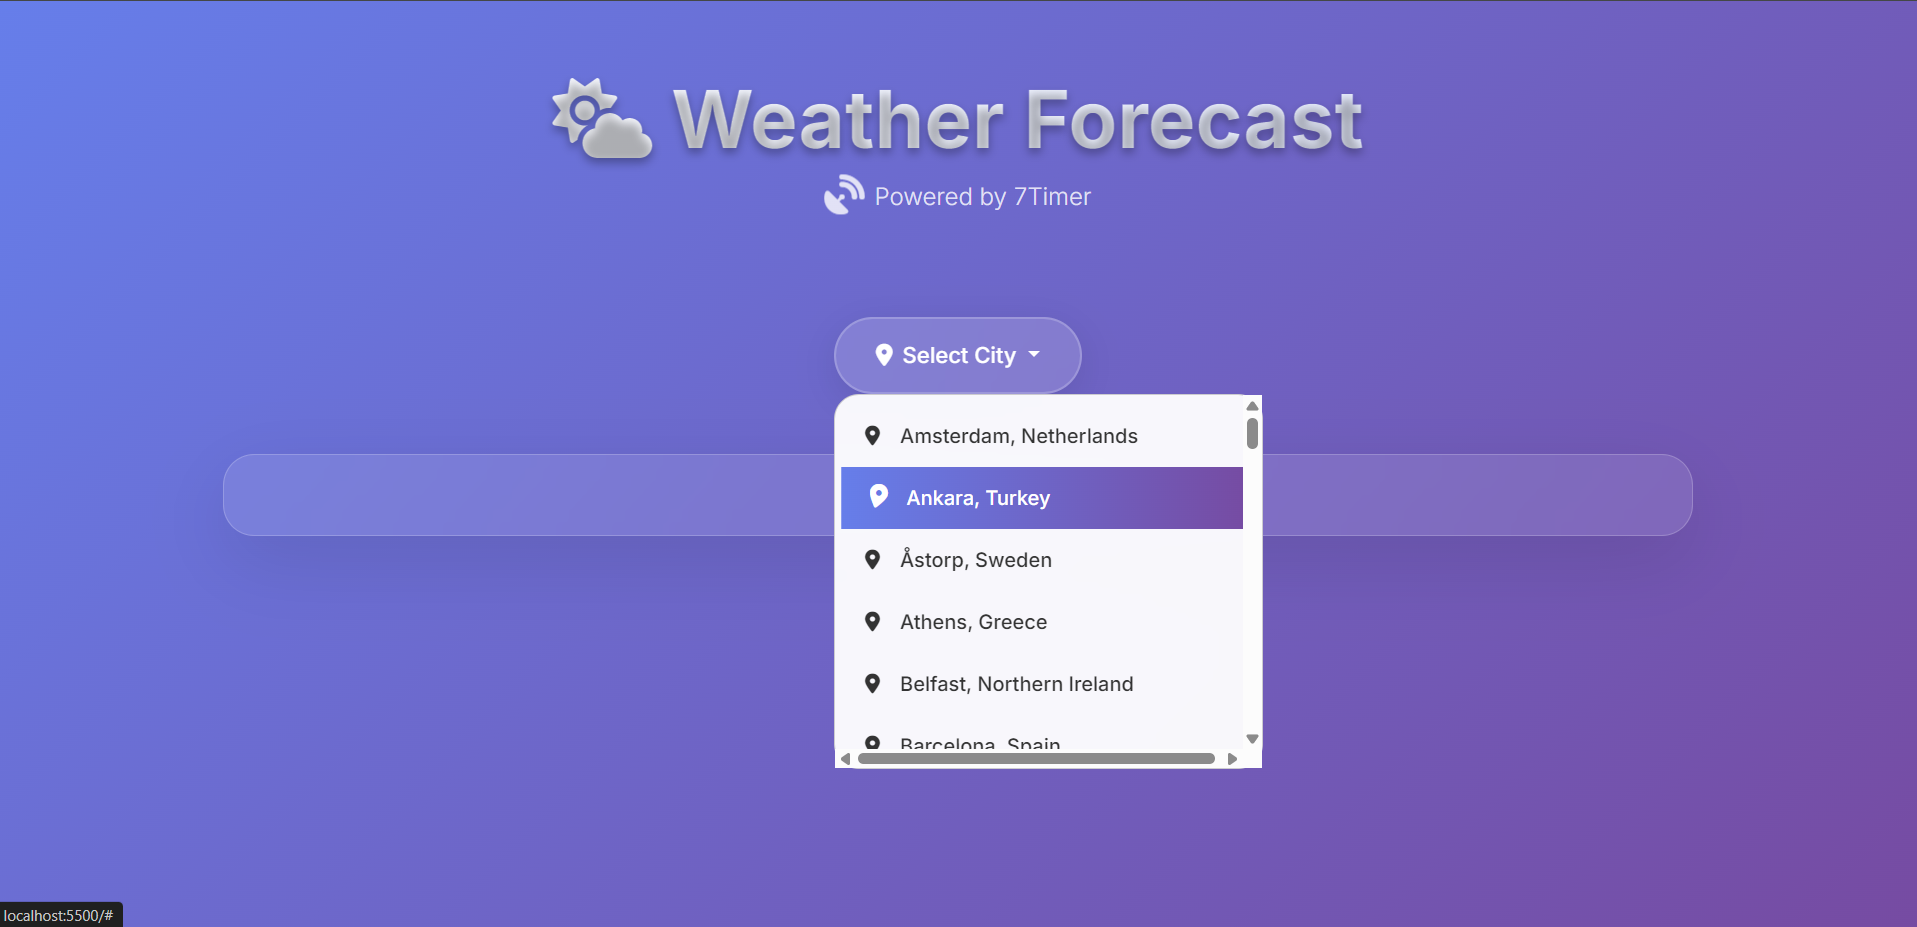 Weather Forecast
Powered by 7Timer
Select City
Amsterdam, Netherlands
Ankara, Turkey
Åstorp, Sweden
Athens, Greece
Belfast, Northern Ireland
Barcelona, Spain
localhost:5500/#